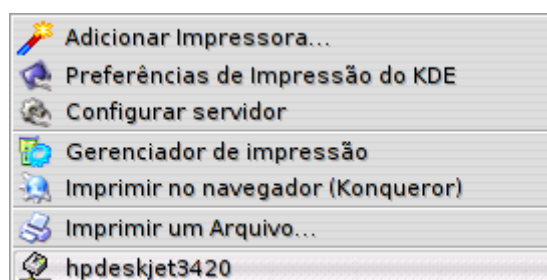 Adicionar Impressora...
Preferências de Impressão do KDE
Configurar servidor
Gerenciador de impressão
Imprimir no navegador (Konqueror)
Imprimir um Arquivo...
hpdeskjet3420